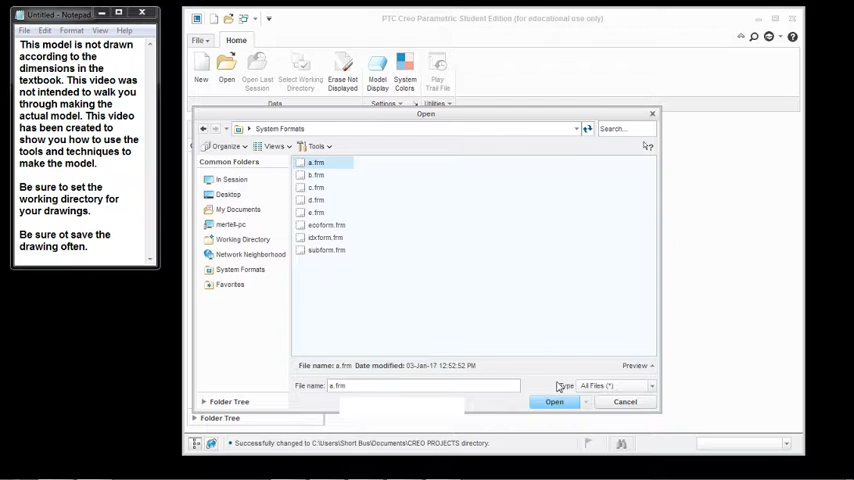 Untitled - Notepad
File Edit Format View Help
This model is not drawn
according to the
dimensions in the
textbook. This video was
not intended to walk you
through making the
actual model. This video
has been created to
show you how to use the
tools and techniques to
make the model.
Be sure to set the
working directory for
your drawings.
Be sure ot save the
drawing often.
PTC Creo Parametric Student Edition (for educational use only)
File Home
New Open Open Last Session Select Working Directory Erase Not Displayed Model Display System Colors Play Trail File
Data Settings Utilities
Open
System Formats Search...
Organize Views Tools
Common Folders
In Session
Desktop
My Documents
mertell-pc
Working Directory
Network Neighborhood
System Formats
Favorites
a.frm
b.frm
c.frm
d.frm
e.frm
ecoform.frm
idxform.frm
subform.frm
File name: a.frm Date modified: 03-Jan-17 12:52:52 PM Preview
File name: a.frm Type All Files (*)
Folder Tree Open Cancel
Folder Tree
Successfully changed to C:\Users\Short Bus\Documents\CREO PROJECTS directory.